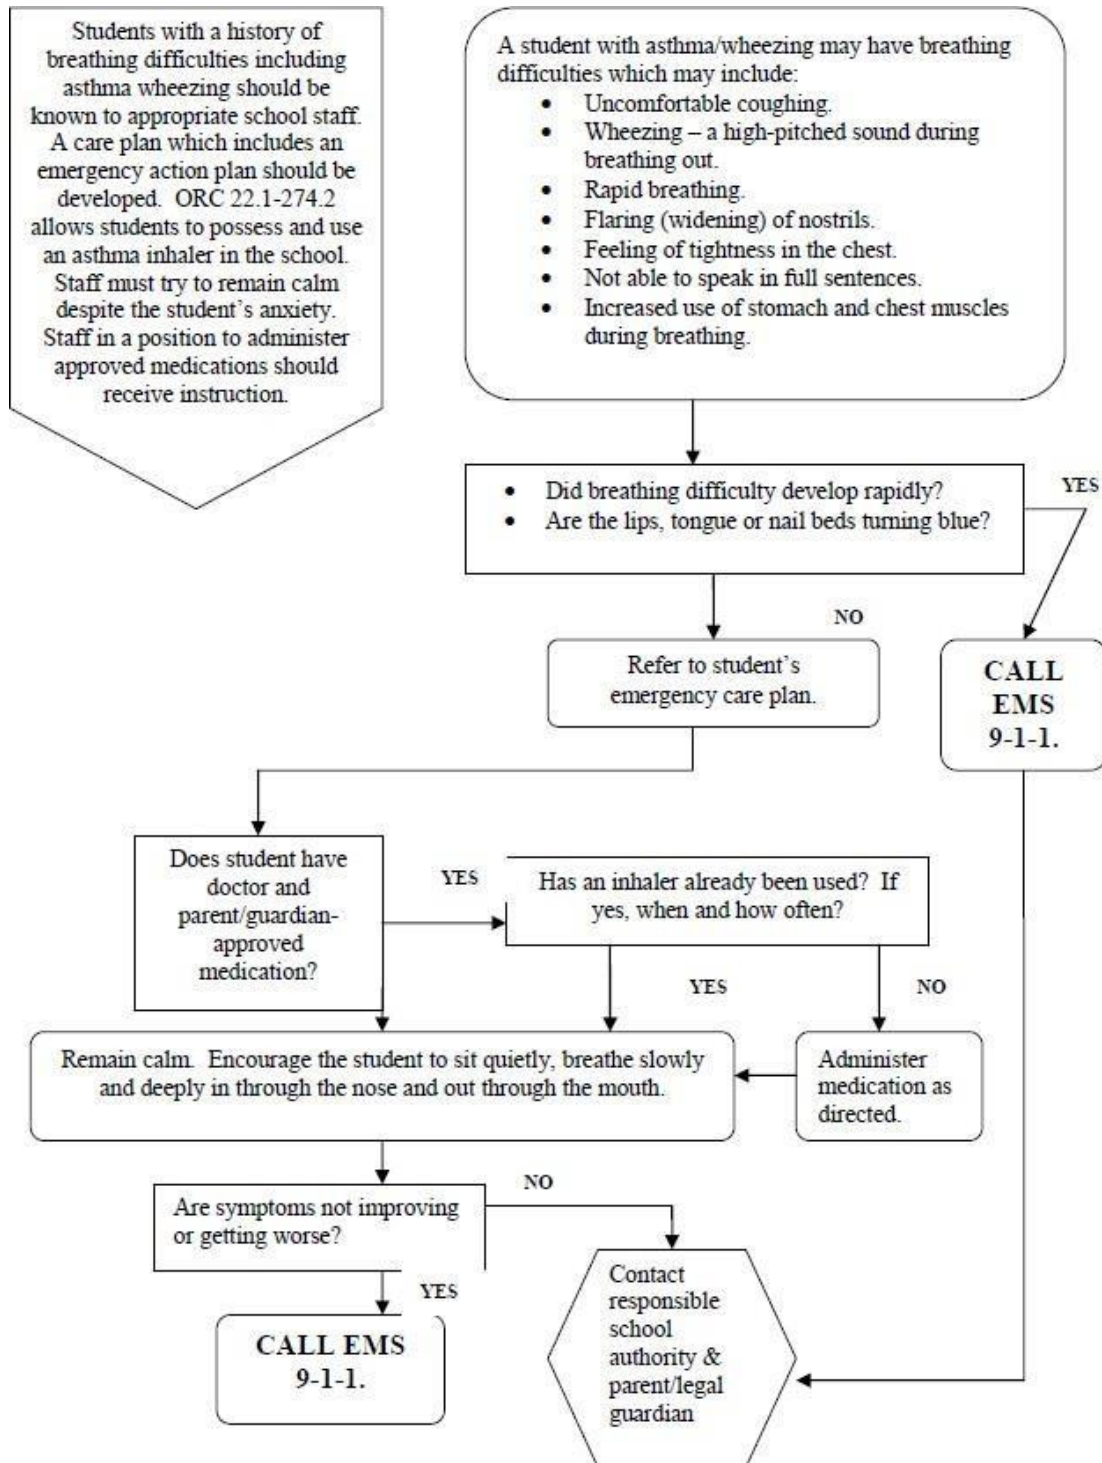 Students with a history of
breathing difficulties including
asthma wheezing should be
known to appropriate school staff.
A care plan which includes an
emergency action plan should be
developed.  ORC 22.1-274.2
allows students to possess and use
an asthma inhaler in the school.
Staff must try to remain calm
despite the student’s anxiety.
Staff in a position to administer
approved medications should
receive instruction.
A student with asthma/wheezing may have breathing
difficulties which may include:
• Uncomfortable coughing.
• Wheezing – a high-pitched sound during
breathing out.
• Rapid breathing.
• Flaring (widening) of nostrils.
• Feeling of tightness in the chest.
• Not able to speak in full sentences.
• Increased use of stomach and chest muscles
during breathing.
• Did breathing difficulty develop rapidly?
• Are the lips, tongue or nail beds turning blue?
YES
NO
Refer to student’s
emergency care plan.
CALL
EMS
9-1-1.
Does student have
doctor and
parent/guardian-
approved
medication?
YES
Has an inhaler already been used?  If
yes, when and how often?
YES
NO
Remain calm.  Encourage the student to sit quietly, breathe slowly
and deeply in through the nose and out through the mouth.
Administer
medication as
directed.
Are symptoms not improving
or getting worse?
NO
YES
CALL EMS
9-1-1.
Contact
responsible
school
authority &
parent/legal
guardian